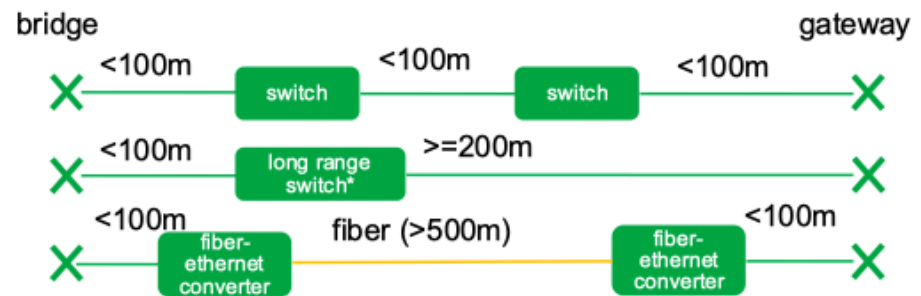 bridge
gateway
<100m
<100m
<100m
switch
switch
<100m
>=200m
long range
switch*
<100m
fiber (>500m)
<100m
fiber-
ethernet
converter
fiber-
ethernet
converter